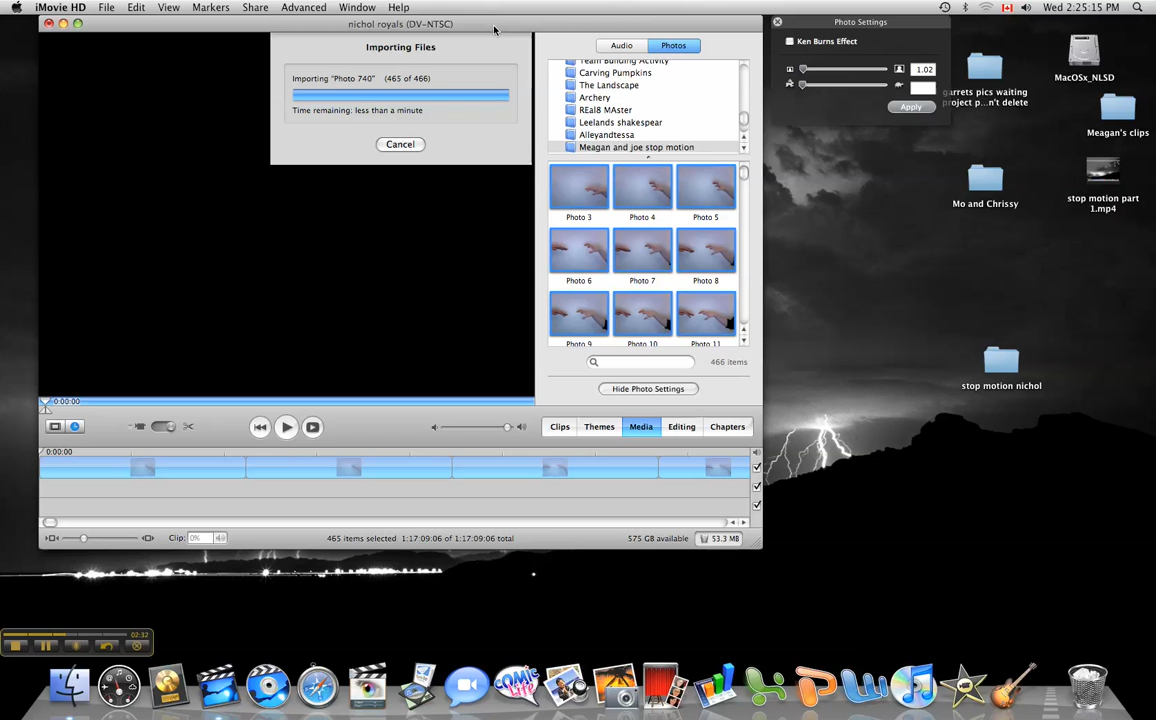 iMovie HD File Edit View Markers Share Advanced Window Help Wed 2:25:15 PM
nichol royals (DV-NTSC)
Importing Files
Importing "Photo 740" (465 of 466)
Time remaining: less than a minute
Cancel
Audio Photos
Team Building Activity
Carving Pumpkins
The Landscape
Archery
REal8 MAster
Leelands shakespear
Alleyandtessa
Meagan and joe stop motion
Photo 3 Photo 4 Photo 5
Photo 6 Photo 7 Photo 8
Photo 9 Photo 10 Photo 11
466 items
Hide Photo Settings
0:00:00
Clips Themes Media Editing Chapters
0:00:00
Clip: 0% 465 items selected 1:17:09:06 of 1:17:09:06 total 575 GB available 53.3 MB
Photo Settings
Ken Burns Effect
1.02
Apply
MacOSx_NLSD
garrets pics waiting
project p...n't delete
Meagan's clips
Mo and Chrissy
stop motion part
1.mp4
stop motion nichol
02:32
COMIC
Life